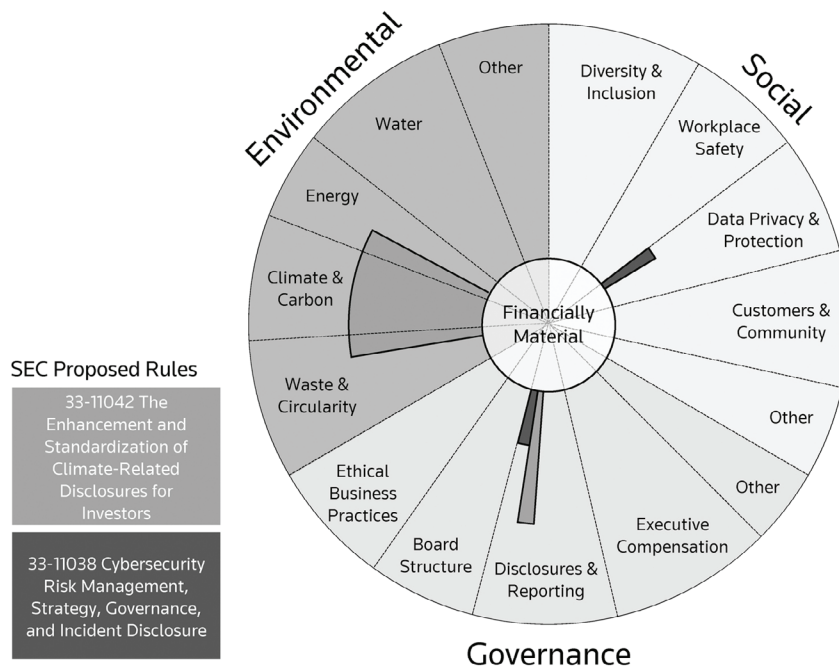 Environmental
Social
Governance
Other
Diversity &
Inclusion
Water
Workplace
Safety
Energy
Data Privacy &
Protection
Climate &
Carbon
Financially
Material
Customers &
Community
Waste &
Circularity
Other
Ethical
Business
Practices
Board
Structure
Disclosures &
Reporting
Executive
Compensation
Other
SEC Proposed Rules
33-11042 The
Enhancement and
Standardization of
Climate-Related
Disclosures for
Investors
33-11038 Cybersecurity
Risk Management,
Strategy, Governance,
and Incident Disclosure